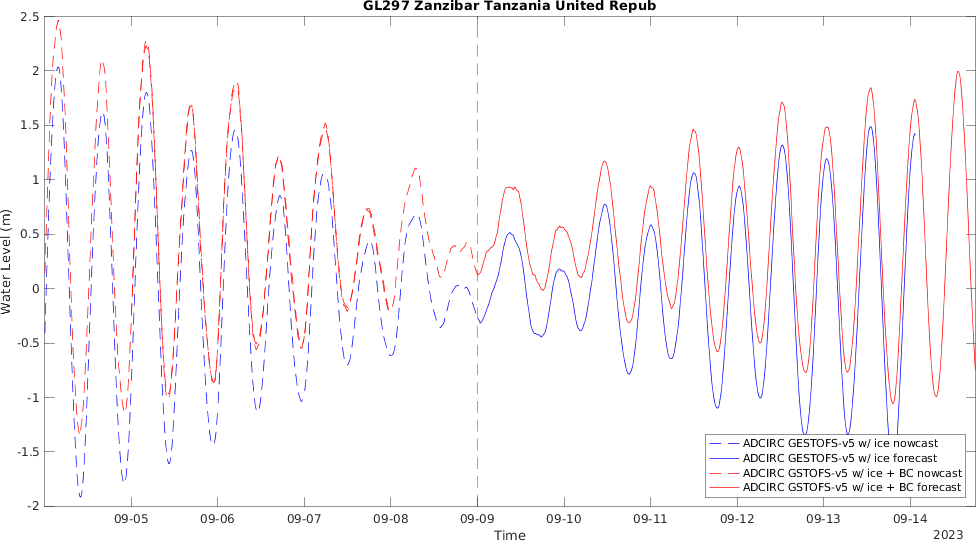 GL297 Zanzibar Tanzania United Repub
2.5
2
1.5
1
0.5
0
-0.5
-1
-1.5
-2
Water Level (m)
09-05 09-06 09-07 09-08 09-09 09-10 09-11 09-12 09-13 09-14
Time
2023
ADCIRC GESTOFS-v5 w/ ice nowcast
ADCIRC GESTOFS-v5 w/ ice forecast
ADCIRC GSTOFS-v5 w/ ice + BC nowcast
ADCIRC GSTOFS-v5 w/ ice + BC forecast